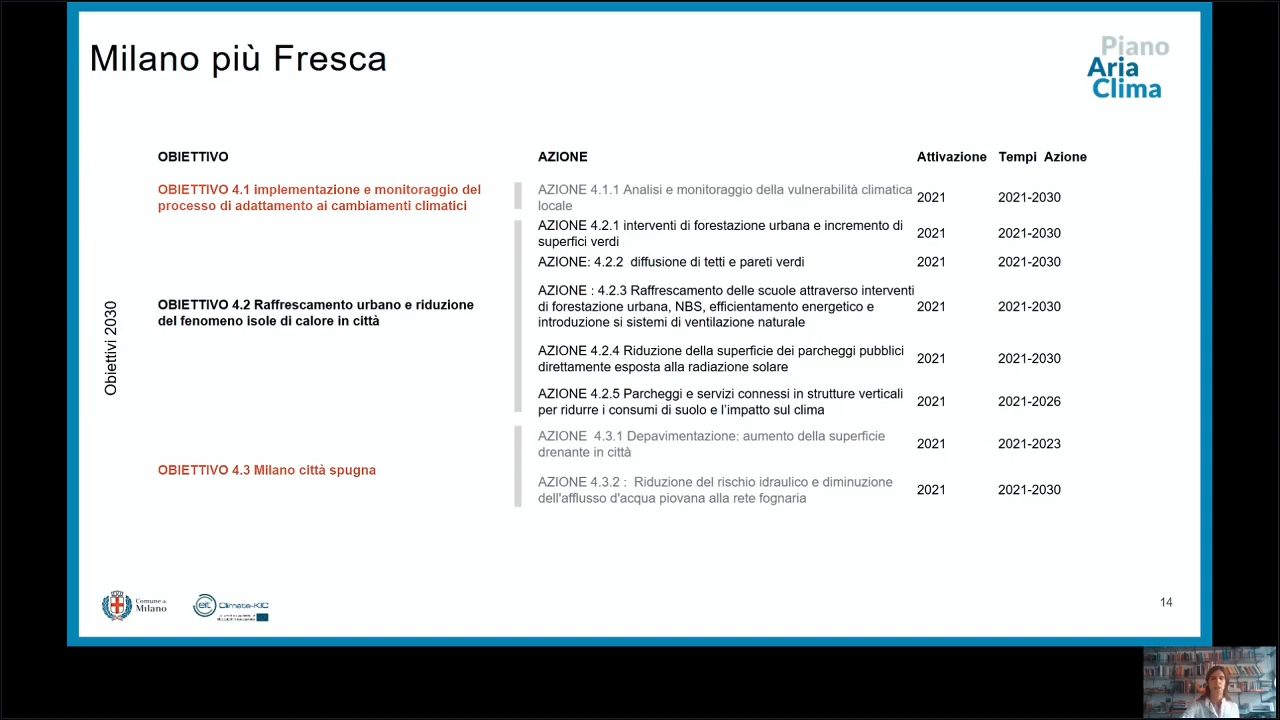 Milano più Fresca
Piano
Aria
Clima
OBIETTIVO
AZIONE
Attivazione
Tempi Azione
Obiettivi 2030
OBIETTIVO 4.1 implementazione e monitoraggio del
processo di adattamento ai cambiamenti climatici
AZIONE 4.1.1 Analisi e monitoraggio della vulnerabilità climatica
locale
2021
2021-2030
OBIETTIVO 4.2 Raffrescamento urbano e riduzione
del fenomeno isole di calore in città
AZIONE 4.2.1 interventi di forestazione urbana e incremento di
superfici verdi
2021
2021-2030
AZIONE: 4.2.2 diffusione di tetti e pareti verdi
2021
2021-2030
AZIONE : 4.2.3 Raffrescamento delle scuole attraverso interventi
di forestazione urbana, NBS, efficientamento energetico e
introduzione si sistemi di ventilazione naturale
2021
2021-2030
AZIONE 4.2.4 Riduzione della superficie dei parcheggi pubblici
direttamente esposta alla radiazione solare
2021
2021-2030
AZIONE 4.2.5 Parcheggi e servizi connessi in strutture verticali
per ridurre i consumi di suolo e l’impatto sul clima
2021
2021-2026
OBIETTIVO 4.3 Milano città spugna
AZIONE 4.3.1 Depavimentazione: aumento della superficie
drenante in città
2021
2021-2023
AZIONE 4.3.2 : Riduzione del rischio idraulico e diminuzione
dell'afflusso d'acqua piovana alla rete fognaria
2021
2021-2030
Comune di
Milano
eit Climate-KIC
14